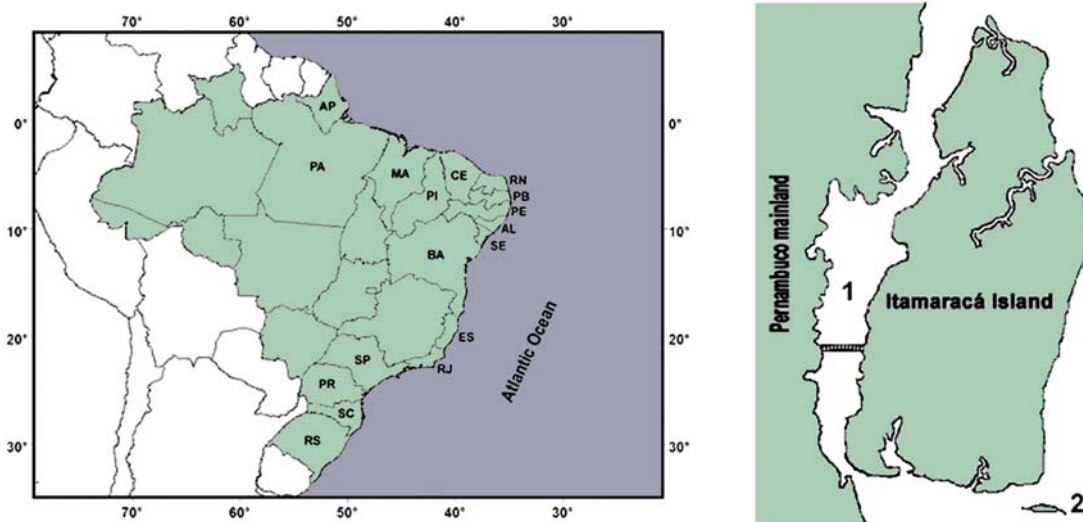 70° 60° 50° 40° 30°
0°
10°
20°
30°
AP
PA
MA
CE
PI
RN
PB
PE
AL
SE
BA
ES
SP
RJ
PR
SC
RS
Atlantic Ocean
0°
10°
20°
30°
70° 60° 50° 40° 30°
Pernambuco mainland
1
Itamaracá Island
2